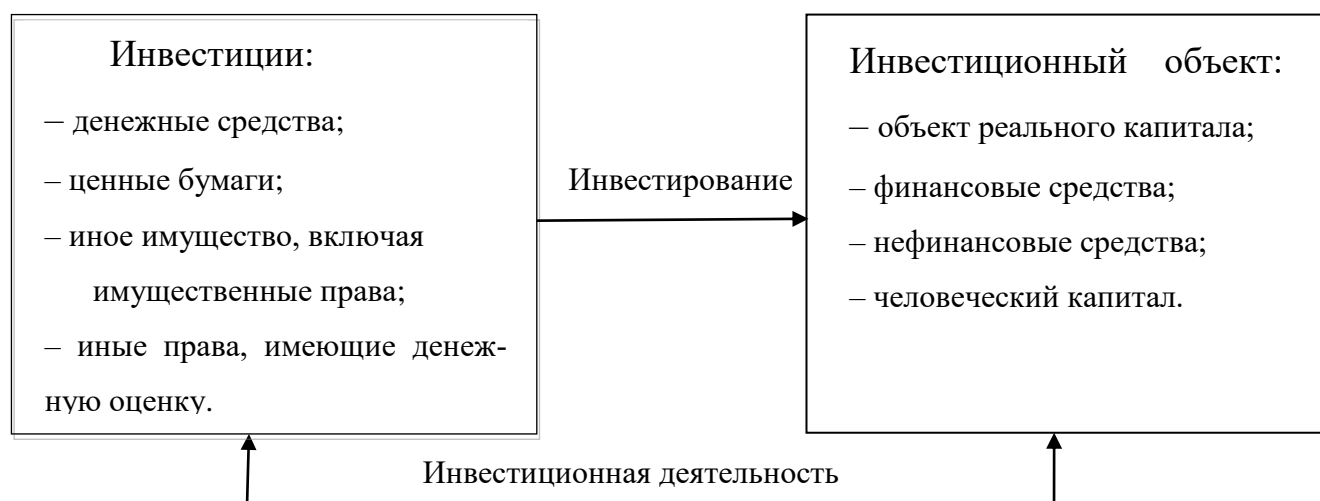 Инвестиции:
– денежные средства;
– ценные бумаги;
– иное имущество, включая
имущественные права;
– иные права, имеющие денеж-
ную оценку.
Инвестирование
Инвестиционный объект:
– объект реального капитала;
– финансовые средства;
– нефинансовые средства;
– человеческий капитал.
Инвестиционная деятельность